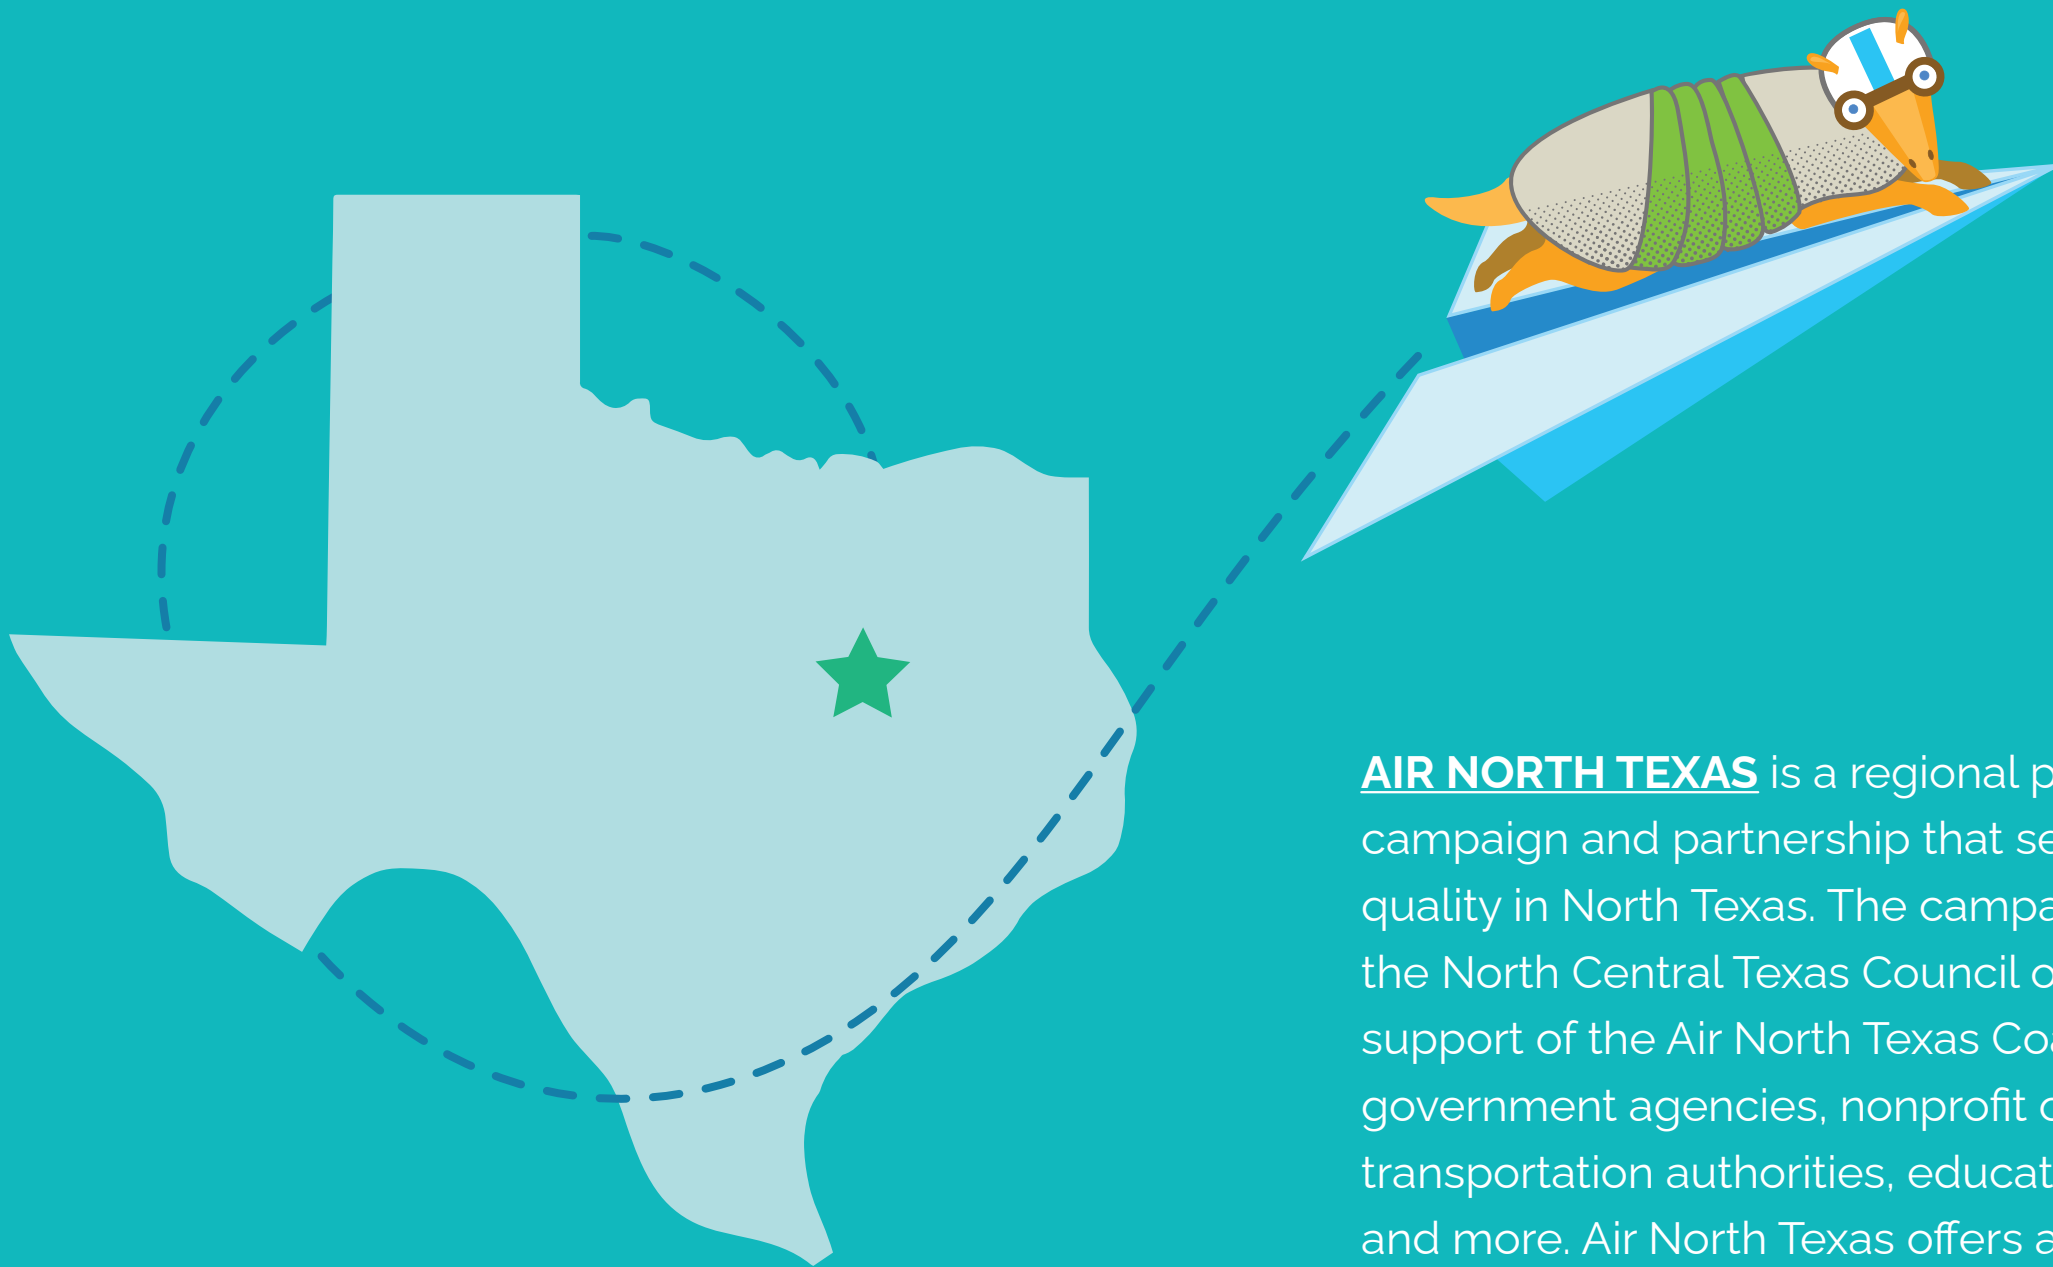 AIR NORTH TEXAS is a regional
campaign and partnership that
quality in North Texas. The
the North Central Texas Council
support of the Air North Texas
government agencies, nonprofit
transportation authorities,
and more. Air North Texas offers